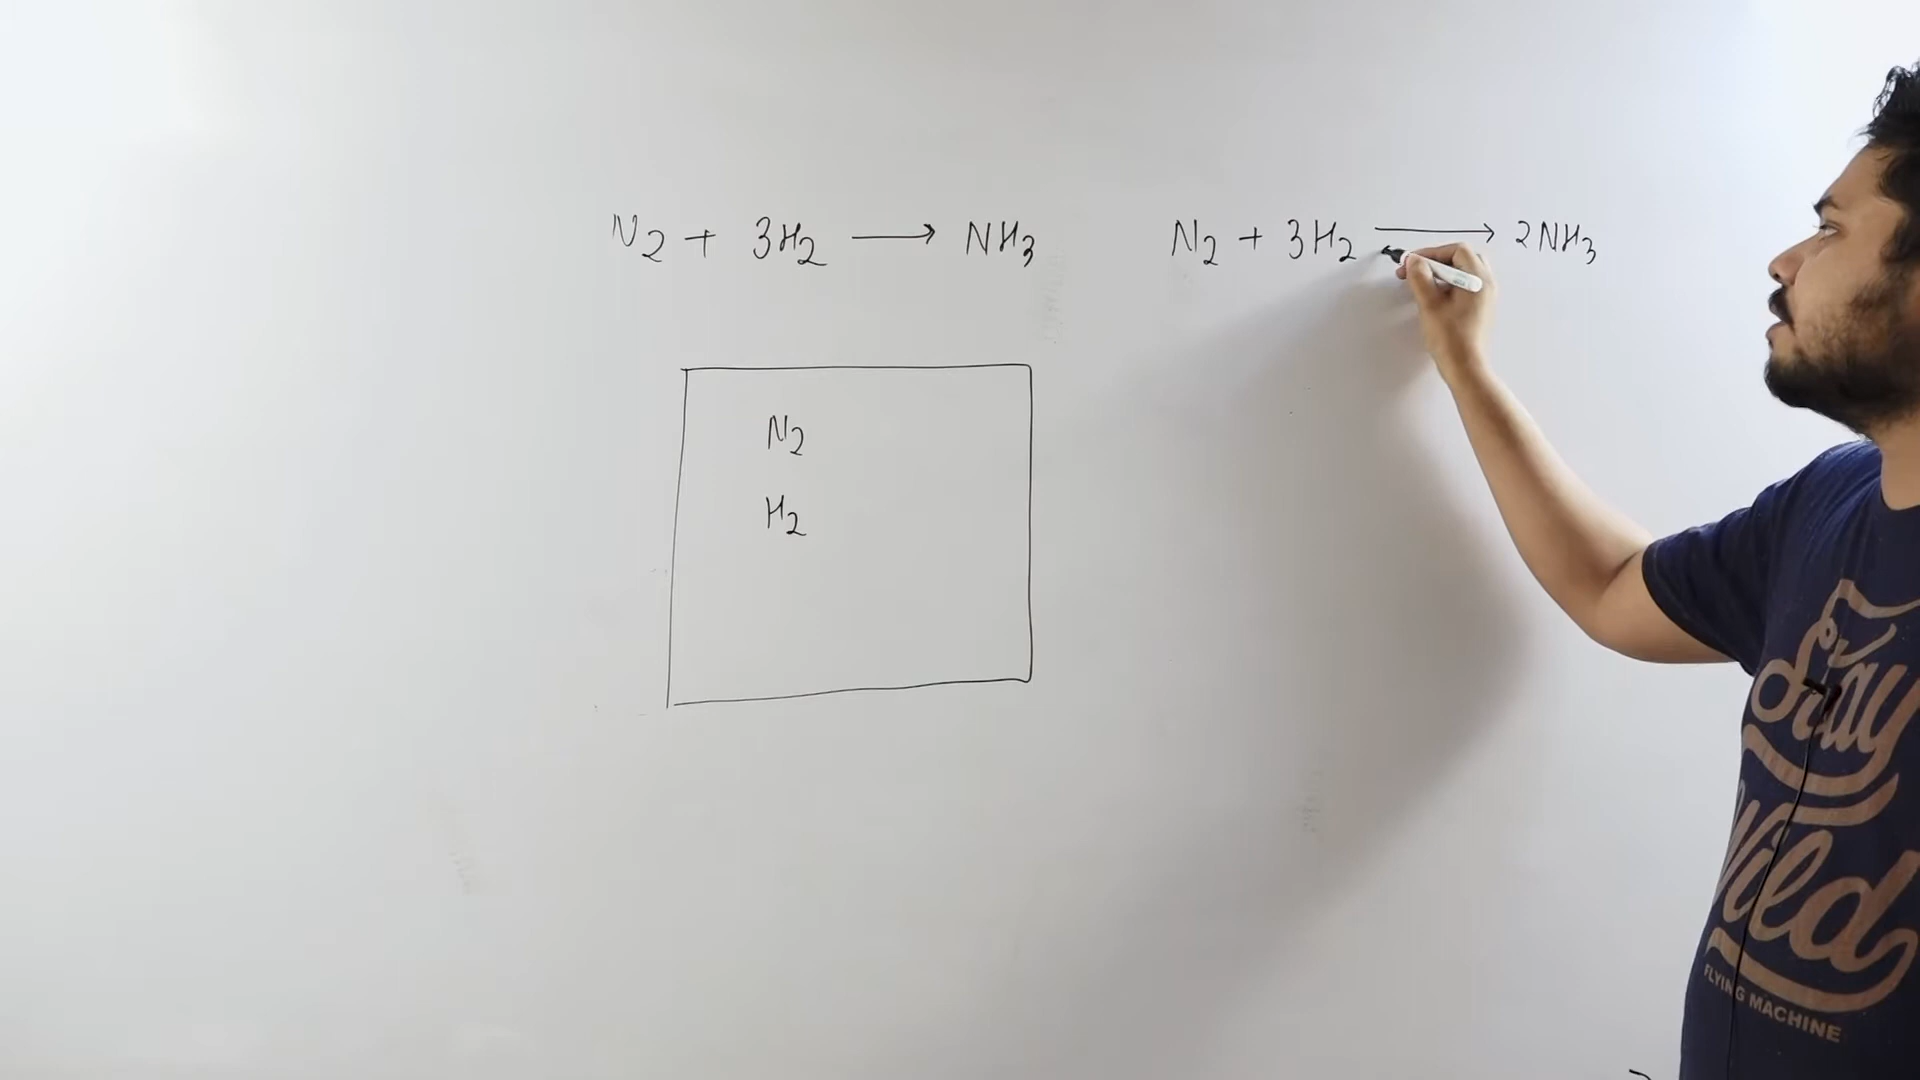 N2 + 3H2 → NH3
N2 + 3H2 → 2NH3
N2
H2
Stay
Wild
FLYING MACHINE